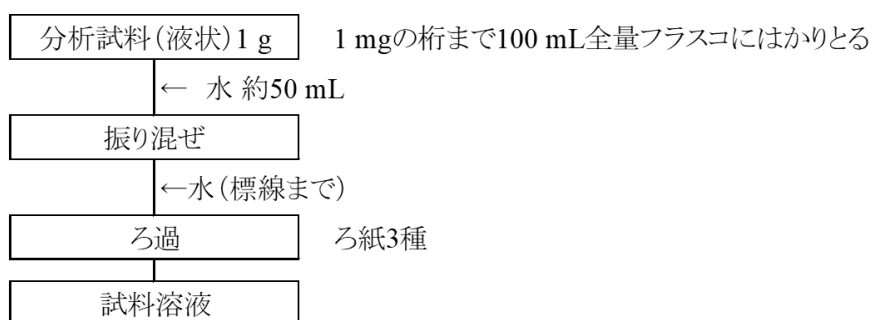 分析試料(液状)1 g 1 mgの桁まで100 mL全量フラスコにはかりとる
← 水 約50 mL
振り混ぜ
←水(標線まで)
ろ過 ろ紙3種
試料溶液